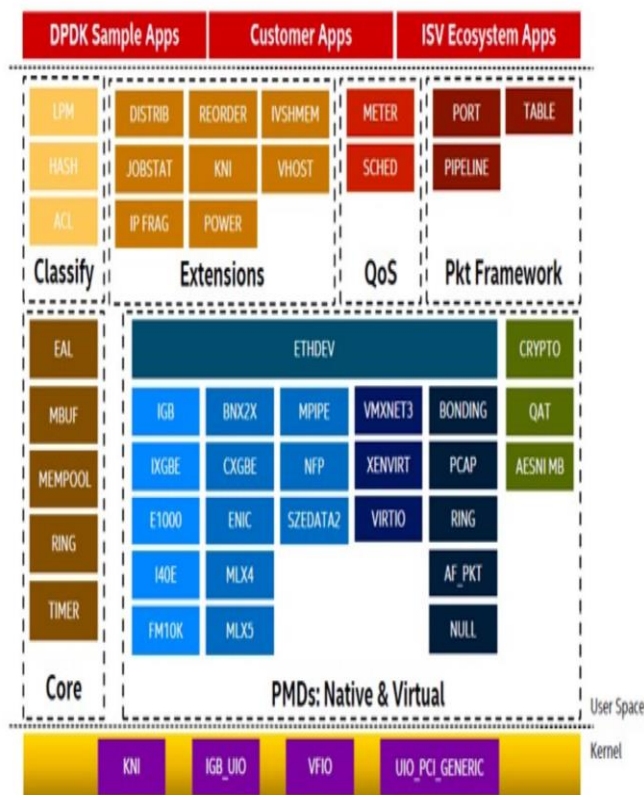 DPDK Sample Apps
Customer Apps
ISV Ecosystem Apps
LPM
HASH
ACL
Classify
DISTRIB
REORDER
IVSHMEM
JOBSTAT
KNI
VHOST
IP FRAG
POWER
Extensions
METER
SCHED
QoS
PORT
TABLE
PIPELINE
Pkt Framework
EAL
MBUF
MEMPOOL
RING
TIMER
Core
ETHDEV
CRYPTO
IGB
BNX2X
MPIPE
VMXNET3
BONDING
QAT
IXGBE
CXGBE
NFP
XENVIRT
PCAP
AESNI MB
E1000
ENIC
SZEDATA2
VIRTIO
RING
I40E
MLX4
AF_PKT
FM10K
MLX5
NULL
PMDs: Native & Virtual
User Space
Kernel
KNI
IGB_UIO
VFIO
UIO_PCI_GENERIC